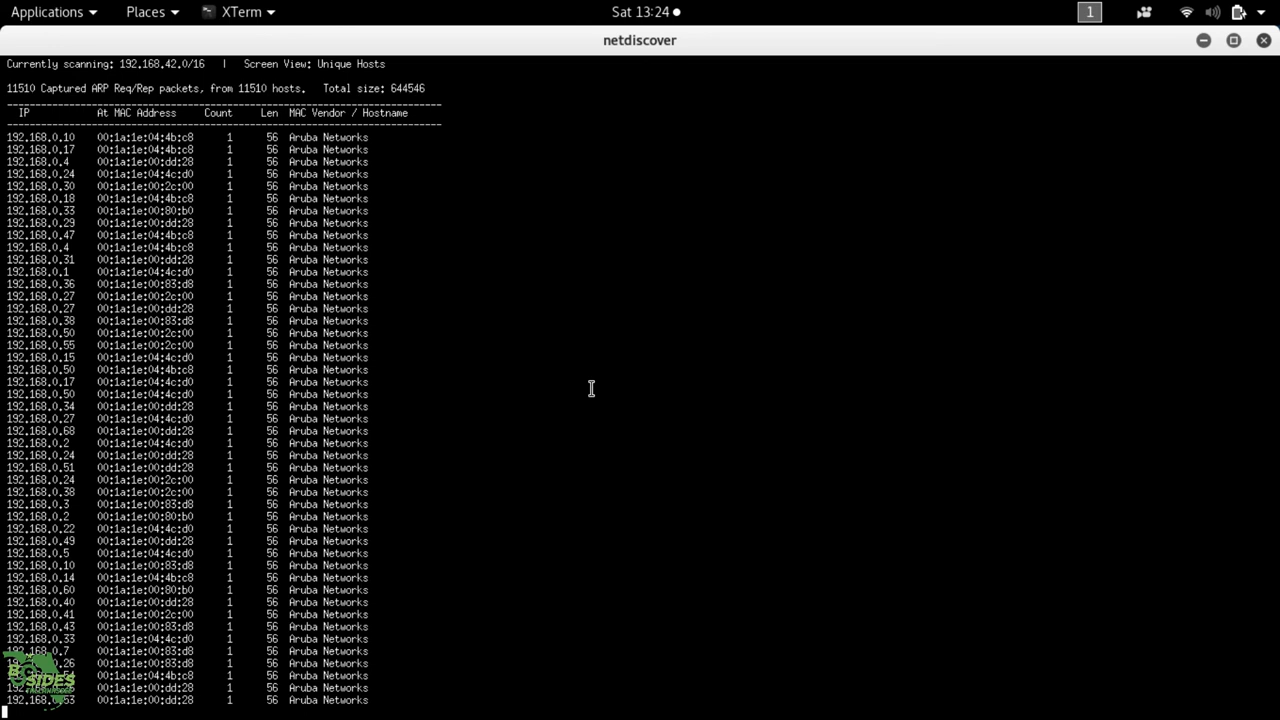 Applications Places XTerm Sat 13:24 1
netdiscover
Currently scanning: 192.168.42.0/16 | Screen View: Unique Hosts
11510 Captured ARP Req/Rep packets, from 11510 hosts. Total size: 644546
IP At MAC Address Count Len MAC Vendor / Hostname
192.168.0.10 00:1a:1e:04:4b:c8 1 56 Aruba Networks
192.168.0.17 00:1a:1e:04:4b:c8 1 56 Aruba Networks
192.168.0.4 00:1a:1e:00:dd:28 1 56 Aruba Networks
192.168.0.24 00:1a:1e:04:4c:d0 1 56 Aruba Networks
192.168.0.30 00:1a:1e:00:2c:00 1 56 Aruba Networks
192.168.0.18 00:1a:1e:04:4b:c8 1 56 Aruba Networks
192.168.0.33 00:1a:1e:00:80:b0 1 56 Aruba Networks
192.168.0.29 00:1a:1e:00:dd:28 1 56 Aruba Networks
192.168.0.47 00:1a:1e:04:4b:c8 1 56 Aruba Networks
192.168.0.4 00:1a:1e:04:4b:c8 1 56 Aruba Networks
192.168.0.31 00:1a:1e:00:dd:28 1 56 Aruba Networks
192.168.0.1 00:1a:1e:04:4c:d0 1 56 Aruba Networks
192.168.0.36 00:1a:1e:00:83:d8 1 56 Aruba Networks
192.168.0.27 00:1a:1e:00:2c:00 1 56 Aruba Networks
192.168.0.27 00:1a:1e:00:dd:28 1 56 Aruba Networks
192.168.0.38 00:1a:1e:00:83:d8 1 56 Aruba Networks
192.168.0.50 00:1a:1e:00:2c:00 1 56 Aruba Networks
192.168.0.55 00:1a:1e:00:2c:00 1 56 Aruba Networks
192.168.0.15 00:1a:1e:04:4c:d0 1 56 Aruba Networks
192.168.0.50 00:1a:1e:04:4b:c8 1 56 Aruba Networks
192.168.0.17 00:1a:1e:04:4c:d0 1 56 Aruba Networks
192.168.0.50 00:1a:1e:04:4c:d0 1 56 Aruba Networks
192.168.0.34 00:1a:1e:00:dd:28 1 56 Aruba Networks
192.168.0.27 00:1a:1e:04:4c:d0 1 56 Aruba Networks
192.168.0.68 00:1a:1e:00:dd:28 1 56 Aruba Networks
192.168.0.2 00:1a:1e:04:4c:d0 1 56 Aruba Networks
192.168.0.24 00:1a:1e:00:dd:28 1 56 Aruba Networks
192.168.0.51 00:1a:1e:00:dd:28 1 56 Aruba Networks
192.168.0.24 00:1a:1e:00:2c:00 1 56 Aruba Networks
192.168.0.38 00:1a:1e:00:2c:00 1 56 Aruba Networks
192.168.0.3 00:1a:1e:00:83:d8 1 56 Aruba Networks
192.168.0.2 00:1a:1e:00:80:b0 1 56 Aruba Networks
192.168.0.22 00:1a:1e:04:4c:d0 1 56 Aruba Networks
192.168.0.49 00:1a:1e:00:dd:28 1 56 Aruba Networks
192.168.0.5 00:1a:1e:04:4c:d0 1 56 Aruba Networks
192.168.0.10 00:1a:1e:00:83:d8 1 56 Aruba Networks
192.168.0.14 00:1a:1e:04:4b:c8 1 56 Aruba Networks
192.168.0.60 00:1a:1e:00:80:b0 1 56 Aruba Networks
192.168.0.40 00:1a:1e:00:dd:28 1 56 Aruba Networks
192.168.0.41 00:1a:1e:00:2c:00 1 56 Aruba Networks
192.168.0.43 00:1a:1e:00:83:d8 1 56 Aruba Networks
192.168.0.33 00:1a:1e:04:4c:d0 1 56 Aruba Networks
192.168.0.7 00:1a:1e:00:83:d8 1 56 Aruba Networks
00:1a:1e:00:83:d8 1 56 Aruba Networks
00:1a:1e:04:4b:c8 1 56 Aruba Networks
00:1a:1e:00:dd:28 1 56 Aruba Networks
192.168.0.53 00:1a:1e:00:dd:28 1 56 Aruba Networks
BSIDES